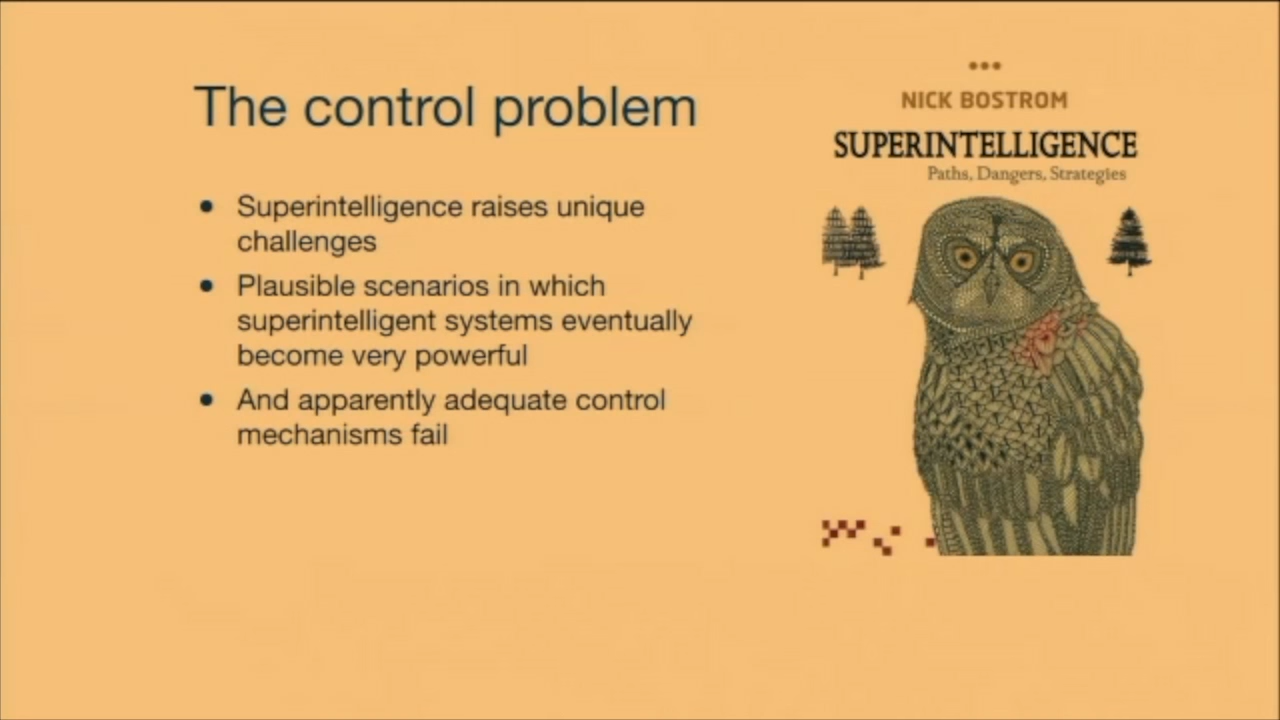 The control problem
• Superintelligence raises unique
challenges
• Plausible scenarios in which
superintelligent systems eventually
become very powerful
• And apparently adequate control
mechanisms fail
NICK BOSTROM
SUPERINTELLIGENCE
Paths, Dangers, Strategies